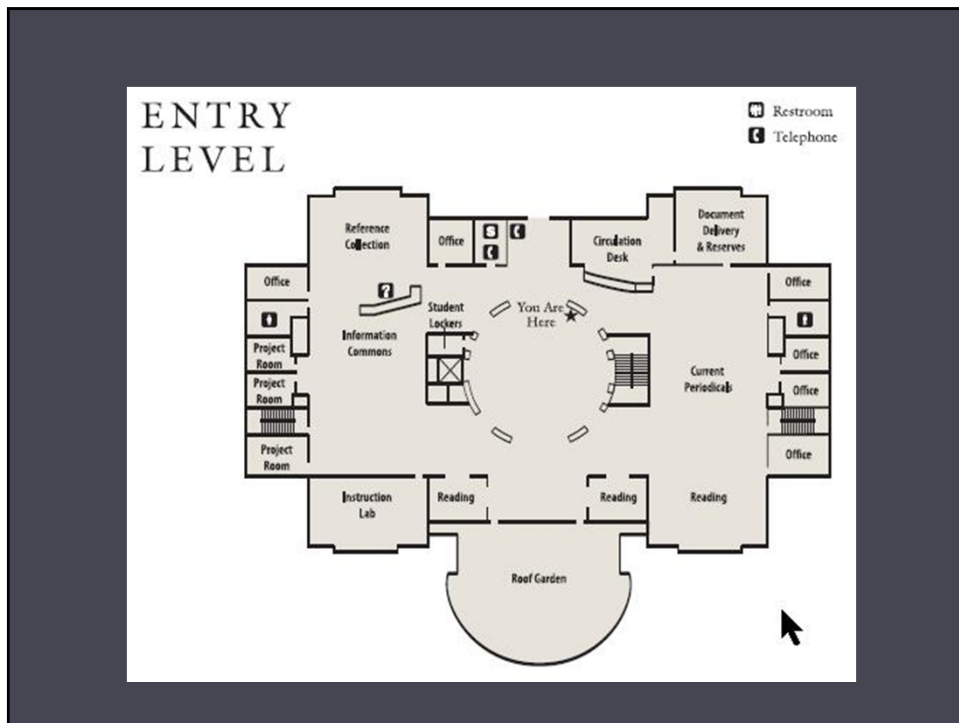 ENTRY
LEVEL
Restroom
Telephone
Reference
Collection
Office
S
Circulation
Desk
Document
Delivery
& Reserves
Office
?
Student
Lockers
You Are
Here
Office
Information
Commons
Project
Room
Office
Project
Room
Current
Periodicals
Office
Project
Room
Office
Instruction
Lab
Reading
Reading
Reading
Roof Garden